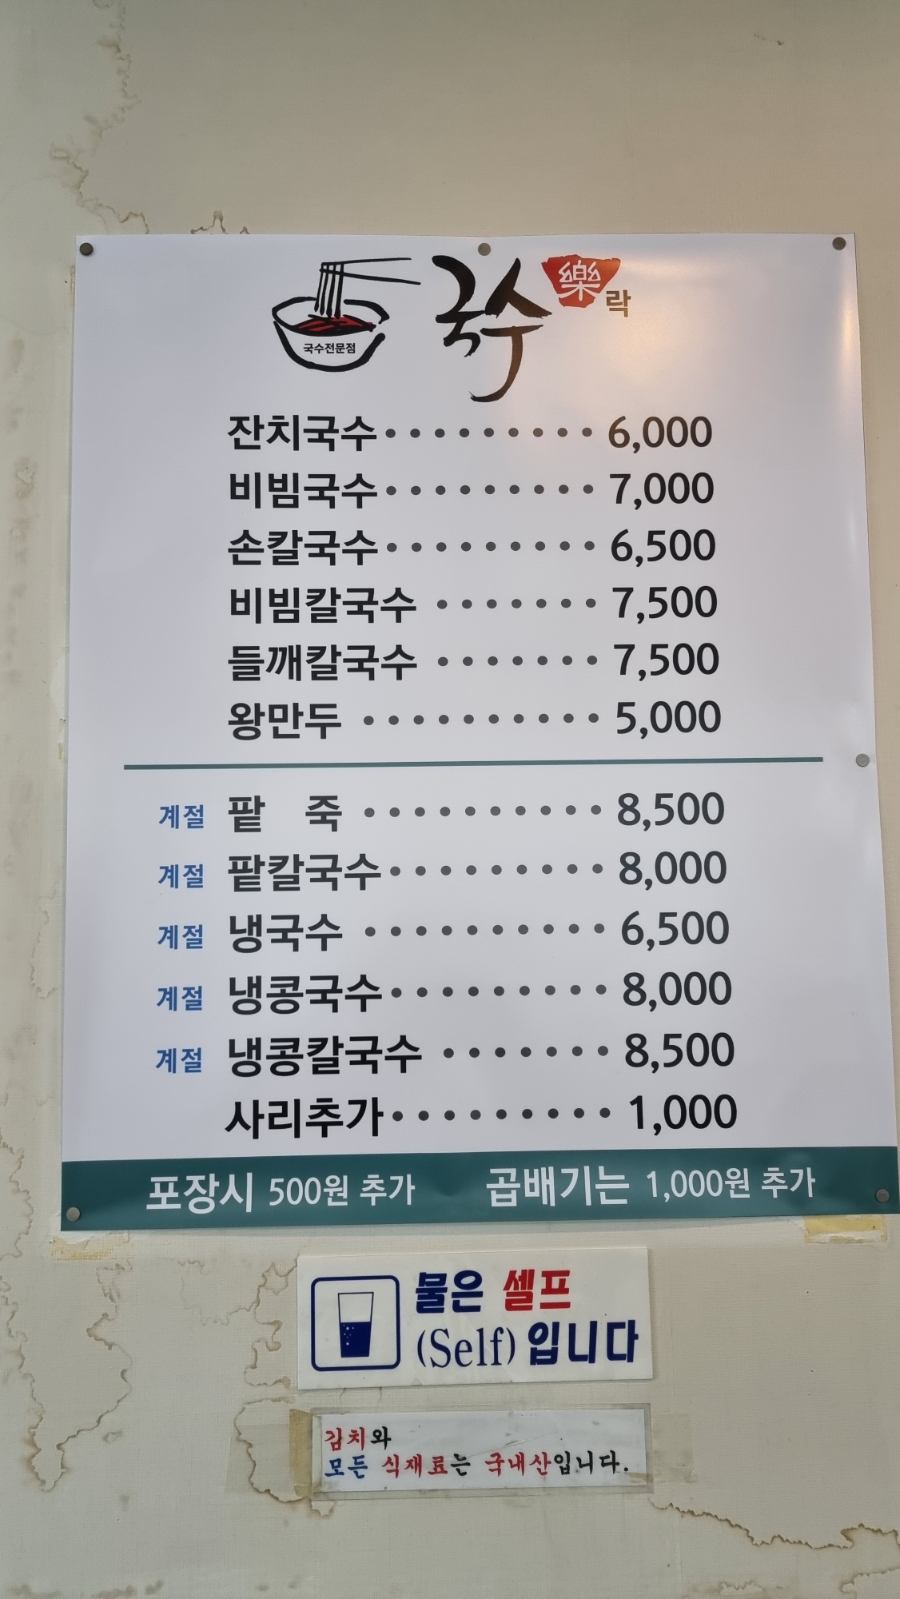 국수전문점
국수 樂 락
잔치국수 · · · · · · · · · 6,000
비빔국수 · · · · · · · · · 7,000
손칼국수 · · · · · · · · · 6,500
비빔칼국수 · · · · · · · 7,500
들깨칼국수 · · · · · · · 7,500
왕만두 · · · · · · · · · · 5,000
계절 팥 죽 · · · · · · · · · · 8,500
계절 팥칼국수 · · · · · · · · · 8,000
계절 냉국수 · · · · · · · · · · 6,500
계절 냉콩국수 · · · · · · · · · 8,000
계절 냉콩칼국수 · · · · · · · 8,500
사리추가 · · · · · · · · · 1,000
포장시 500원 추가 곱배기는 1,000원 추가
물은 셀프
(Self) 입니다
김치와
모든 식재료는 국내산입니다.